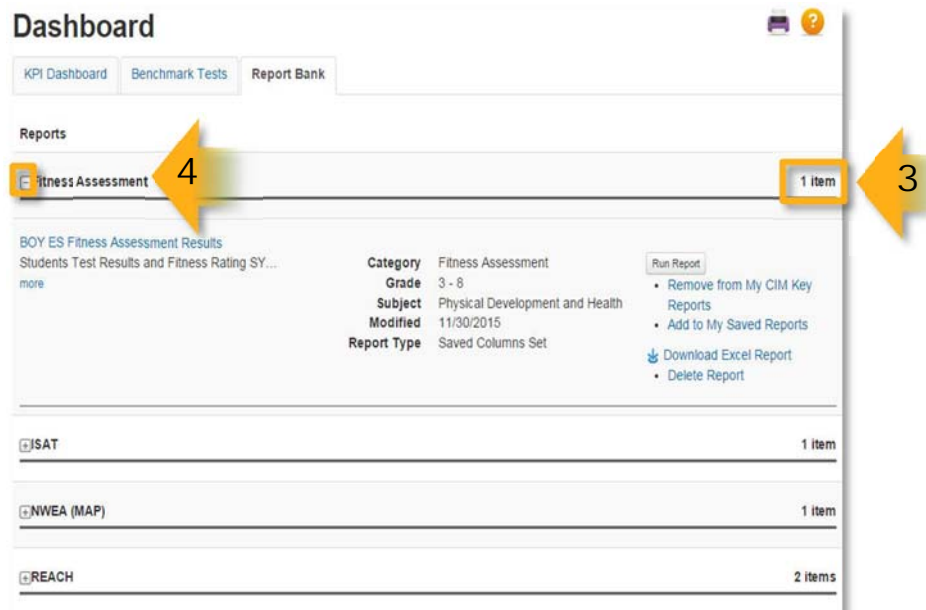 Dashboard
KPI Dashboard Benchmark Tests Report Bank
Reports
Fitness Assessment 4 1 item 3
BOY ES Fitness Assessment Results
Students Test Results and Fitness Rating SY...
more
Category Fitness Assessment
Grade 3 - 8
Subject Physical Development and Health
Modified 11/30/2015
Report Type Saved Columns Set
Run Report
• Remove from My CIM Key
Reports
• Add to My Saved Reports
Download Excel Report
• Delete Report
ISAT 1 item
NWEA (MAP) 1 item
REACH 2 items